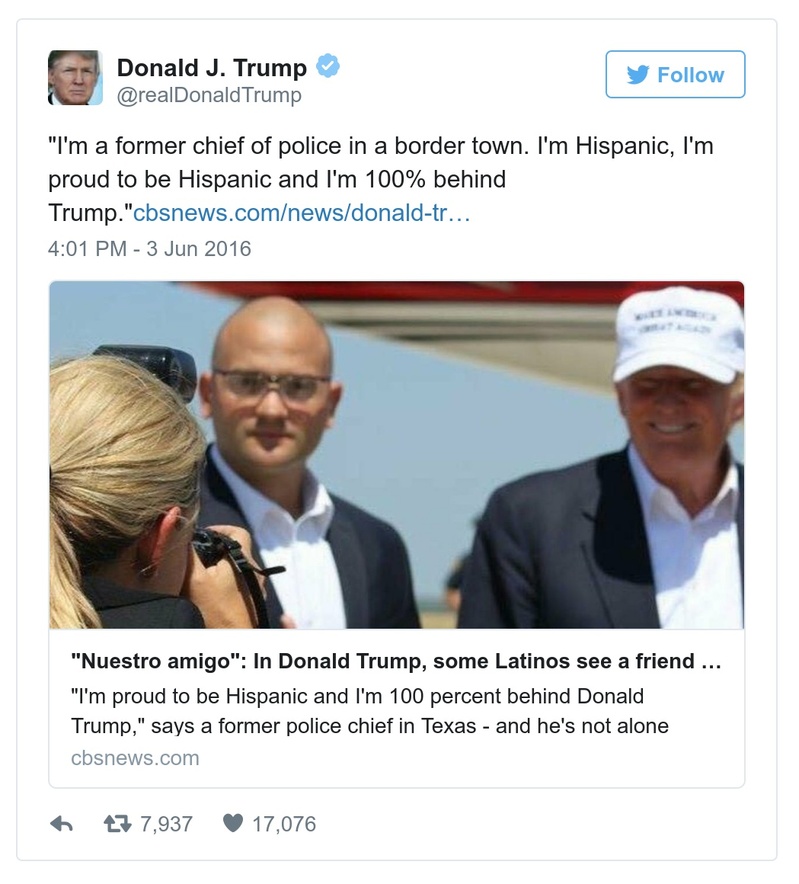 Donald J. Trump
@realDonaldTrump
Follow
"I'm a former chief of police in a border town. I'm Hispanic, I'm
proud to be Hispanic and I'm 100% behind
Trump."cbsnews.com/news/donald-tr…
4:01 PM - 3 Jun 2016
MAKE AMERICA
GREAT AGAIN
"Nuestro amigo": In Donald Trump, some Latinos see a friend …
"I'm proud to be Hispanic and I'm 100 percent behind Donald
Trump," says a former police chief in Texas - and he's not alone
cbsnews.com
7,937 17,076